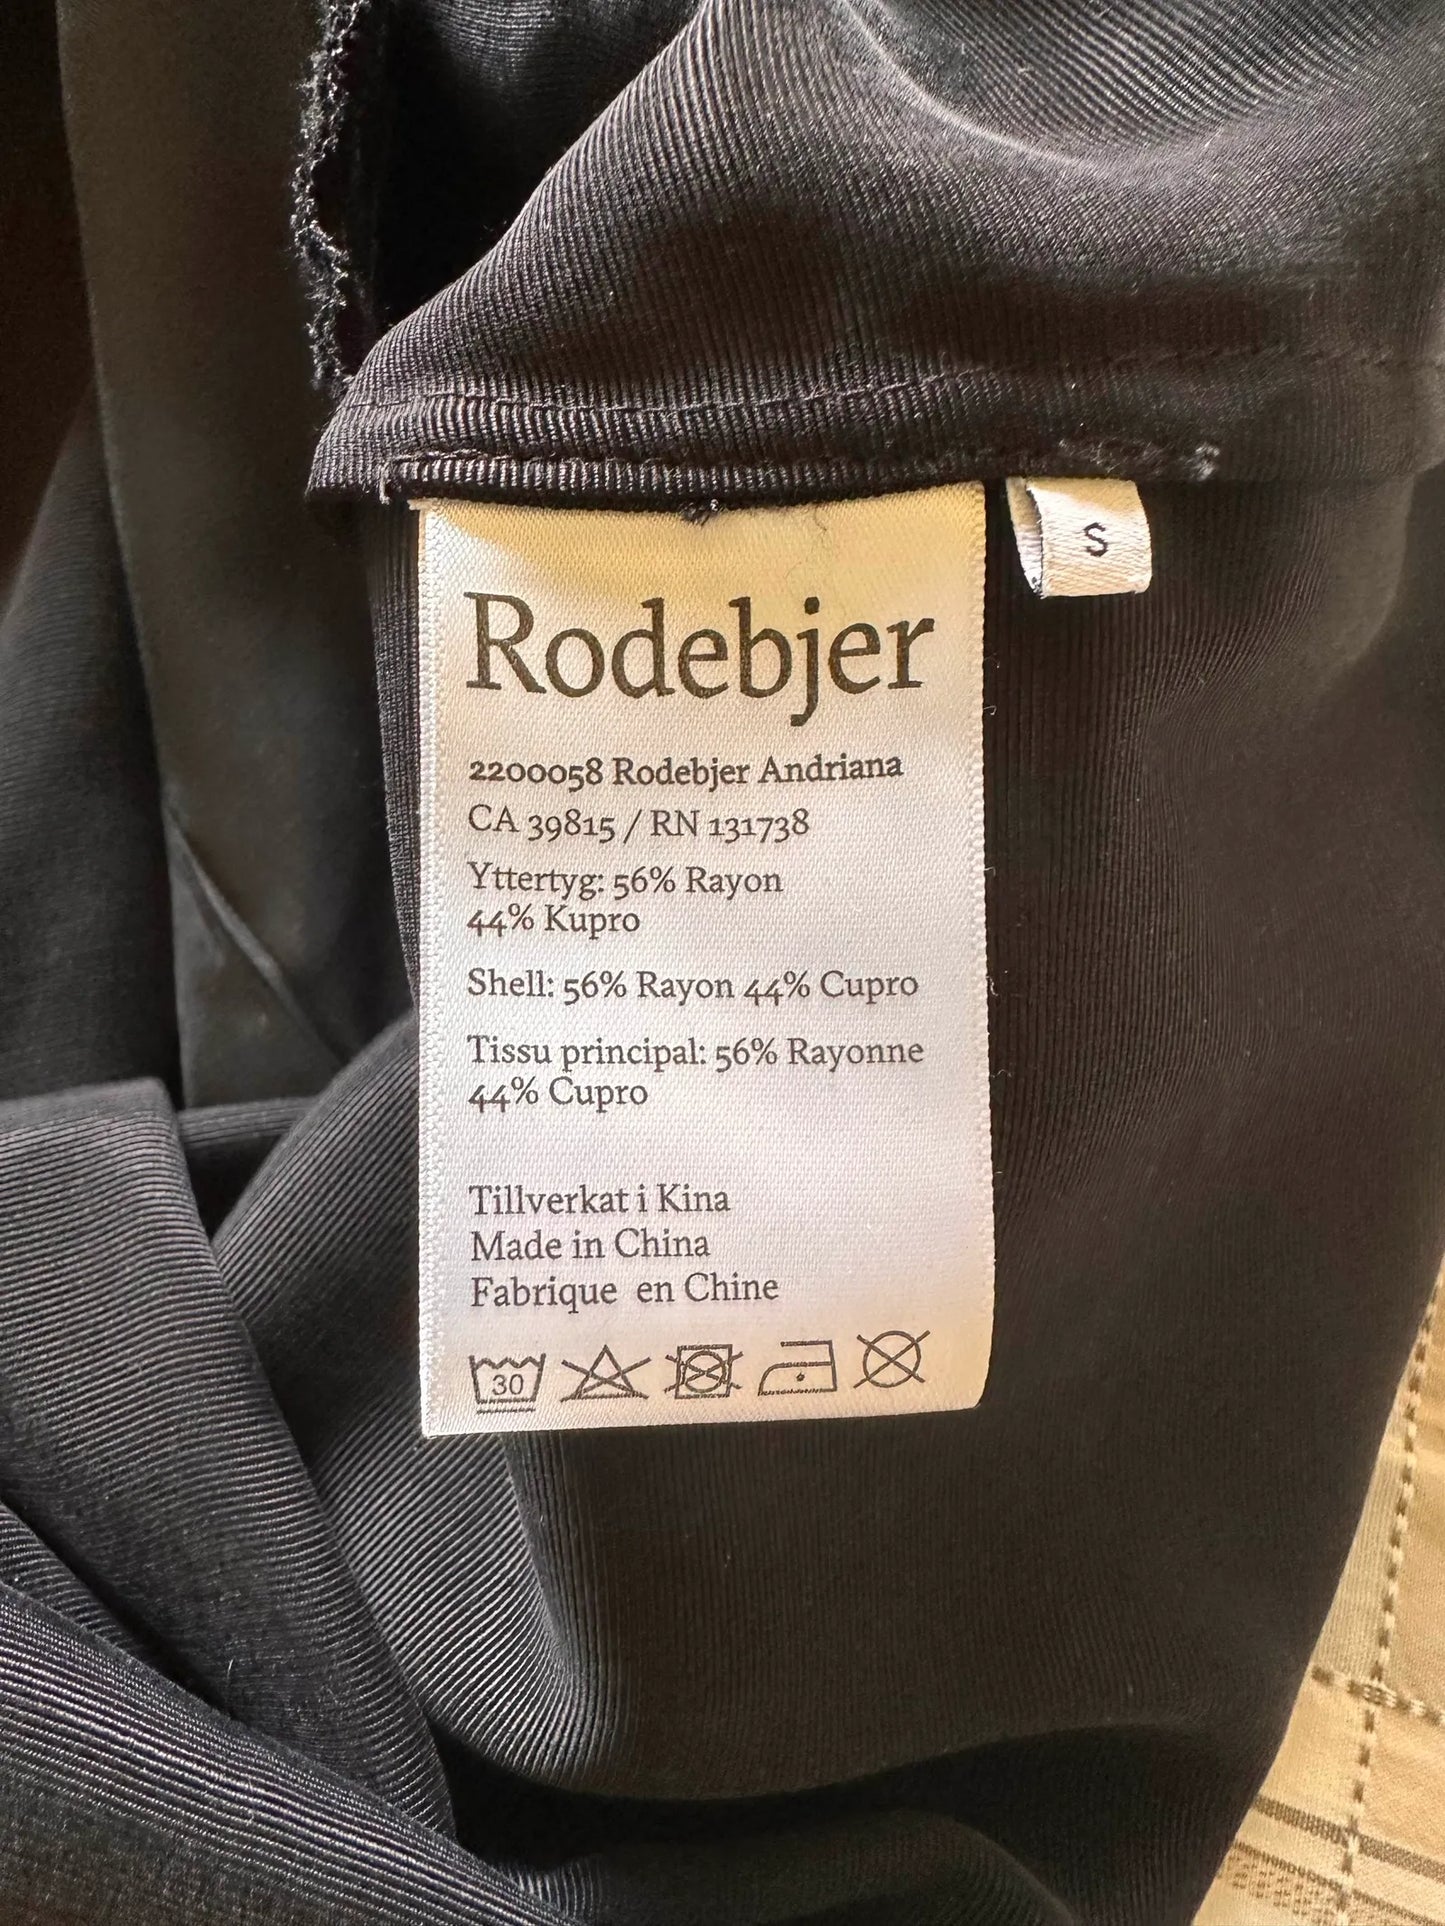 S
Rodebjer
2200058 Rodebjer Andriana
CA 39815 / RN 131738
Yttertyg: 56% Rayon
44% Kupro
Shell: 56% Rayon 44% Cupro
Tissu principal: 56% Rayonne
44% Cupro
Tillverkat i Kina
Made in China
Fabrique en Chine
30